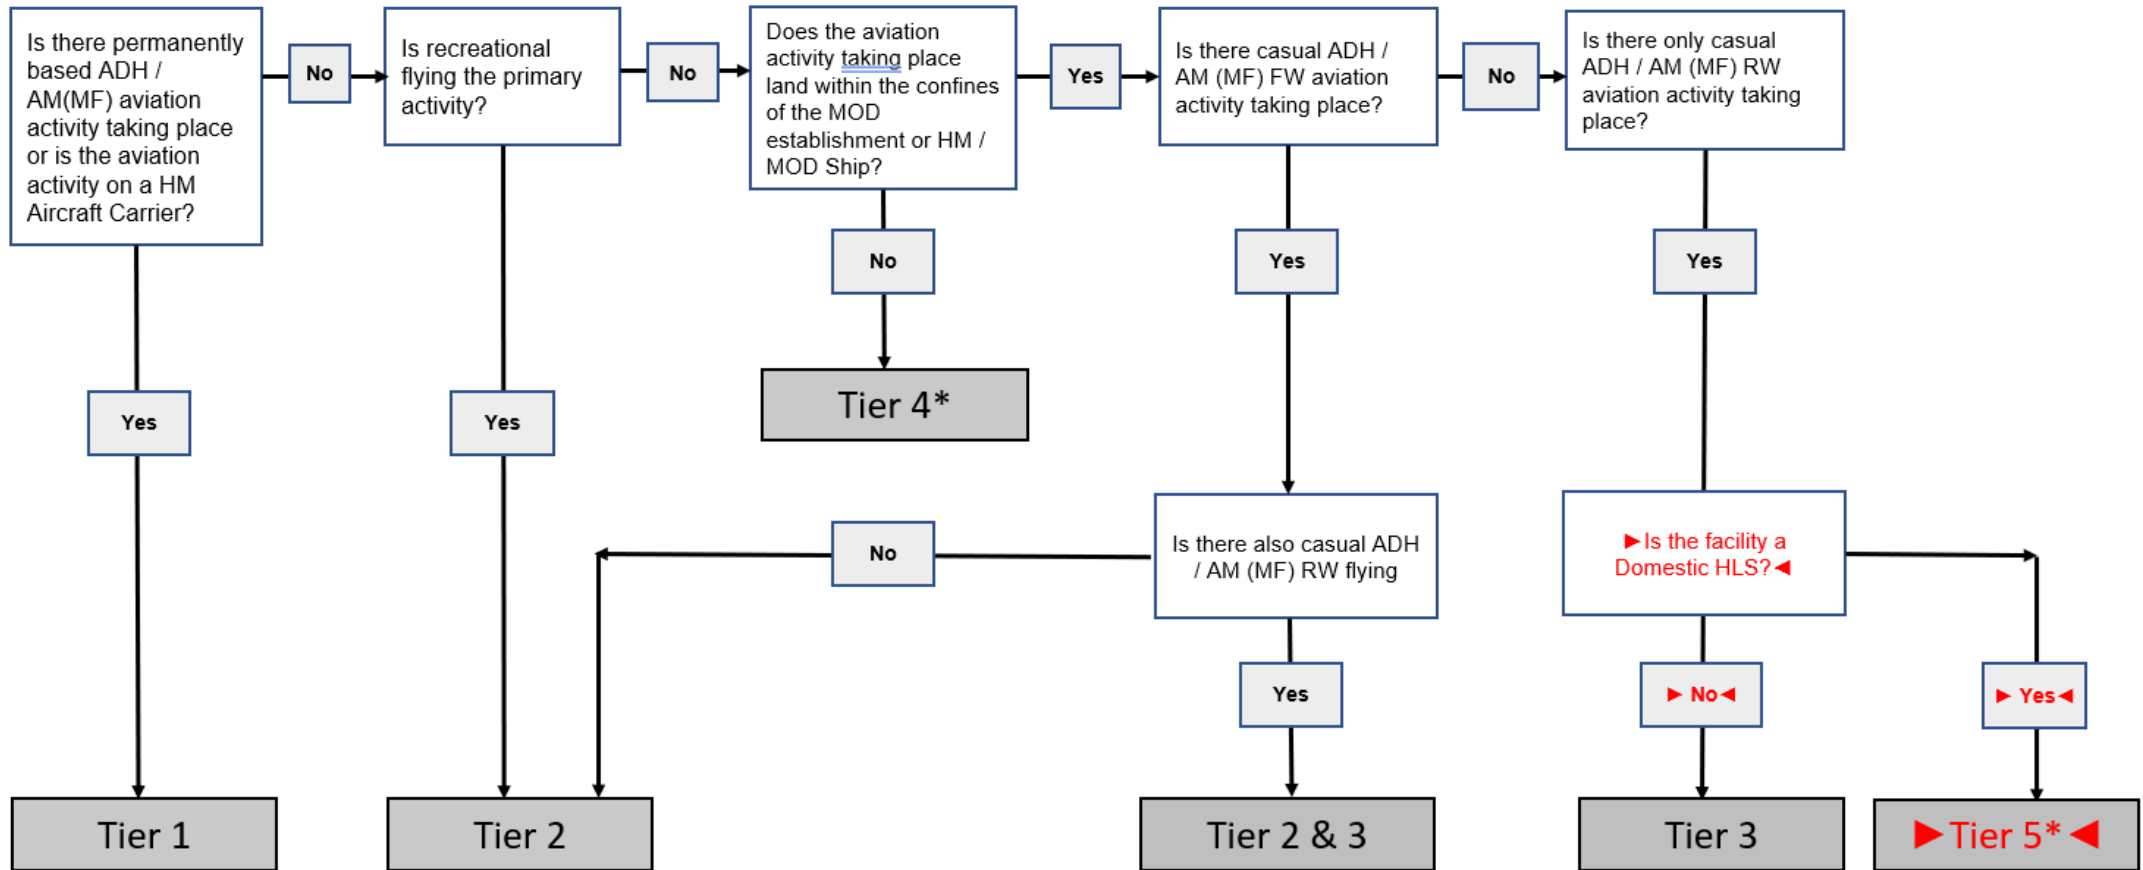 Is there permanently
based ADH /
AM(MF) aviation
activity taking place
or is the aviation
activity on a HM
Aircraft Carrier?
No
Is recreational
flying the primary
activity?
No
Does the aviation
activity taking place
land within the confines
of the MOD
establishment or HM /
MOD Ship?
Yes
Is there casual ADH /
AM (MF) FW aviation
activity taking place?
No
Is there only casual
ADH / AM (MF) RW
aviation activity taking
place?
No
Yes
Yes
Tier 4*
Yes
Yes
No
Is there also casual ADH
/ AM (MF) RW flying
►Is the facility a
Domestic HLS?◄
Yes
► No◄
► Yes◄
Tier 1
Tier 2
Tier 2 & 3
Tier 3
►Tier 5*◄